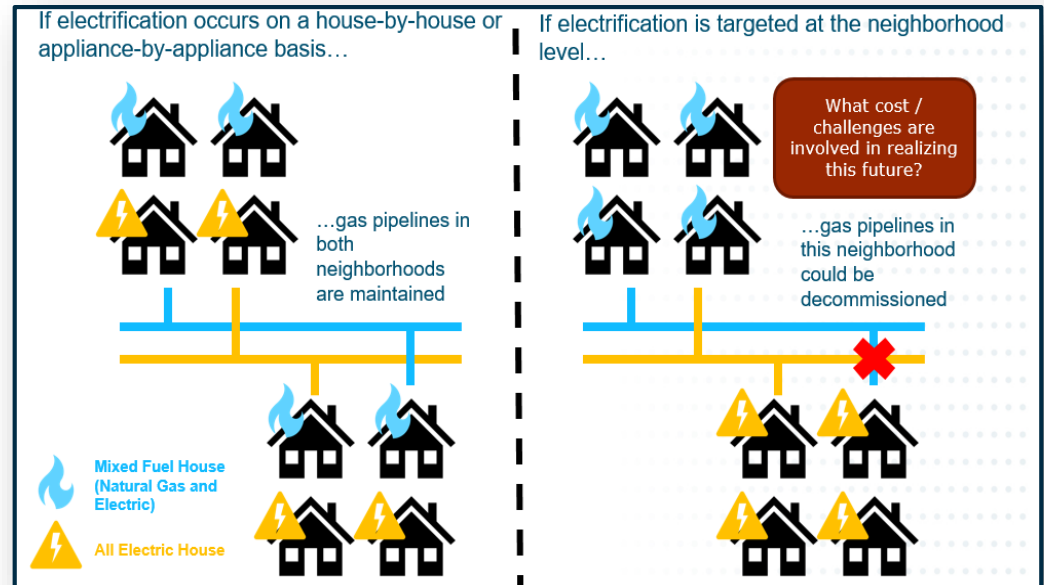 If electrification occurs on a house-by-house or
appliance-by-appliance basis…
…gas pipelines in
both
neighborhoods
are maintained
Mixed Fuel House
(Natural Gas and
Electric)
All Electric House
If electrification is targeted at the neighborhood
level…
What cost /
challenges are
involved in realizing
this future?
…gas pipelines in
this neighborhood
could be
decommissioned